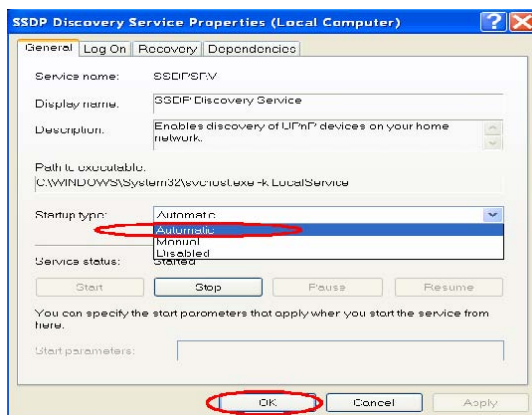 SSDP Discovery Service Properties (Local Computer)
General Log On Recovery Dependencies
Service name: SSDPSRV
Display name: SSDP Discovery Service
Description: Enables discovery of UPnP devices on your home
network.
Path to executable:
C:\WINDOWS\System32\svchost.exe -k LocalService
Startup type: Automatic
Automatic
Manual
Disabled
Service status: Started
Start Stop Pause Resume
You can specify the start parameters that apply when you start the service from
here.
Start parameters:
OK Cancel Apply